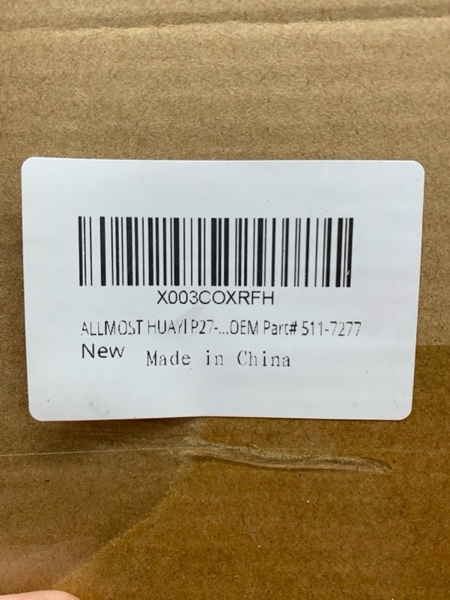 X003COXRFH
ALLMOST HUAYI P27-...OEM Part# 511-7277
New
Made in China